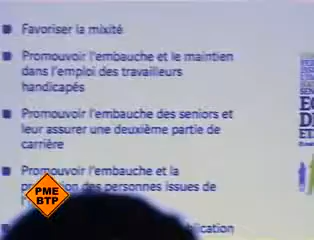 Favoriser la mixité
Promouvoir l'embauche et le maintien
dans l'emploi des travailleurs
handicapés
Promouvoir l'embauche des seniors et
leur assurer une deuxième partie de
carrière
Promouvoir l'embauche et la
des personnes issues de
PME
BTP